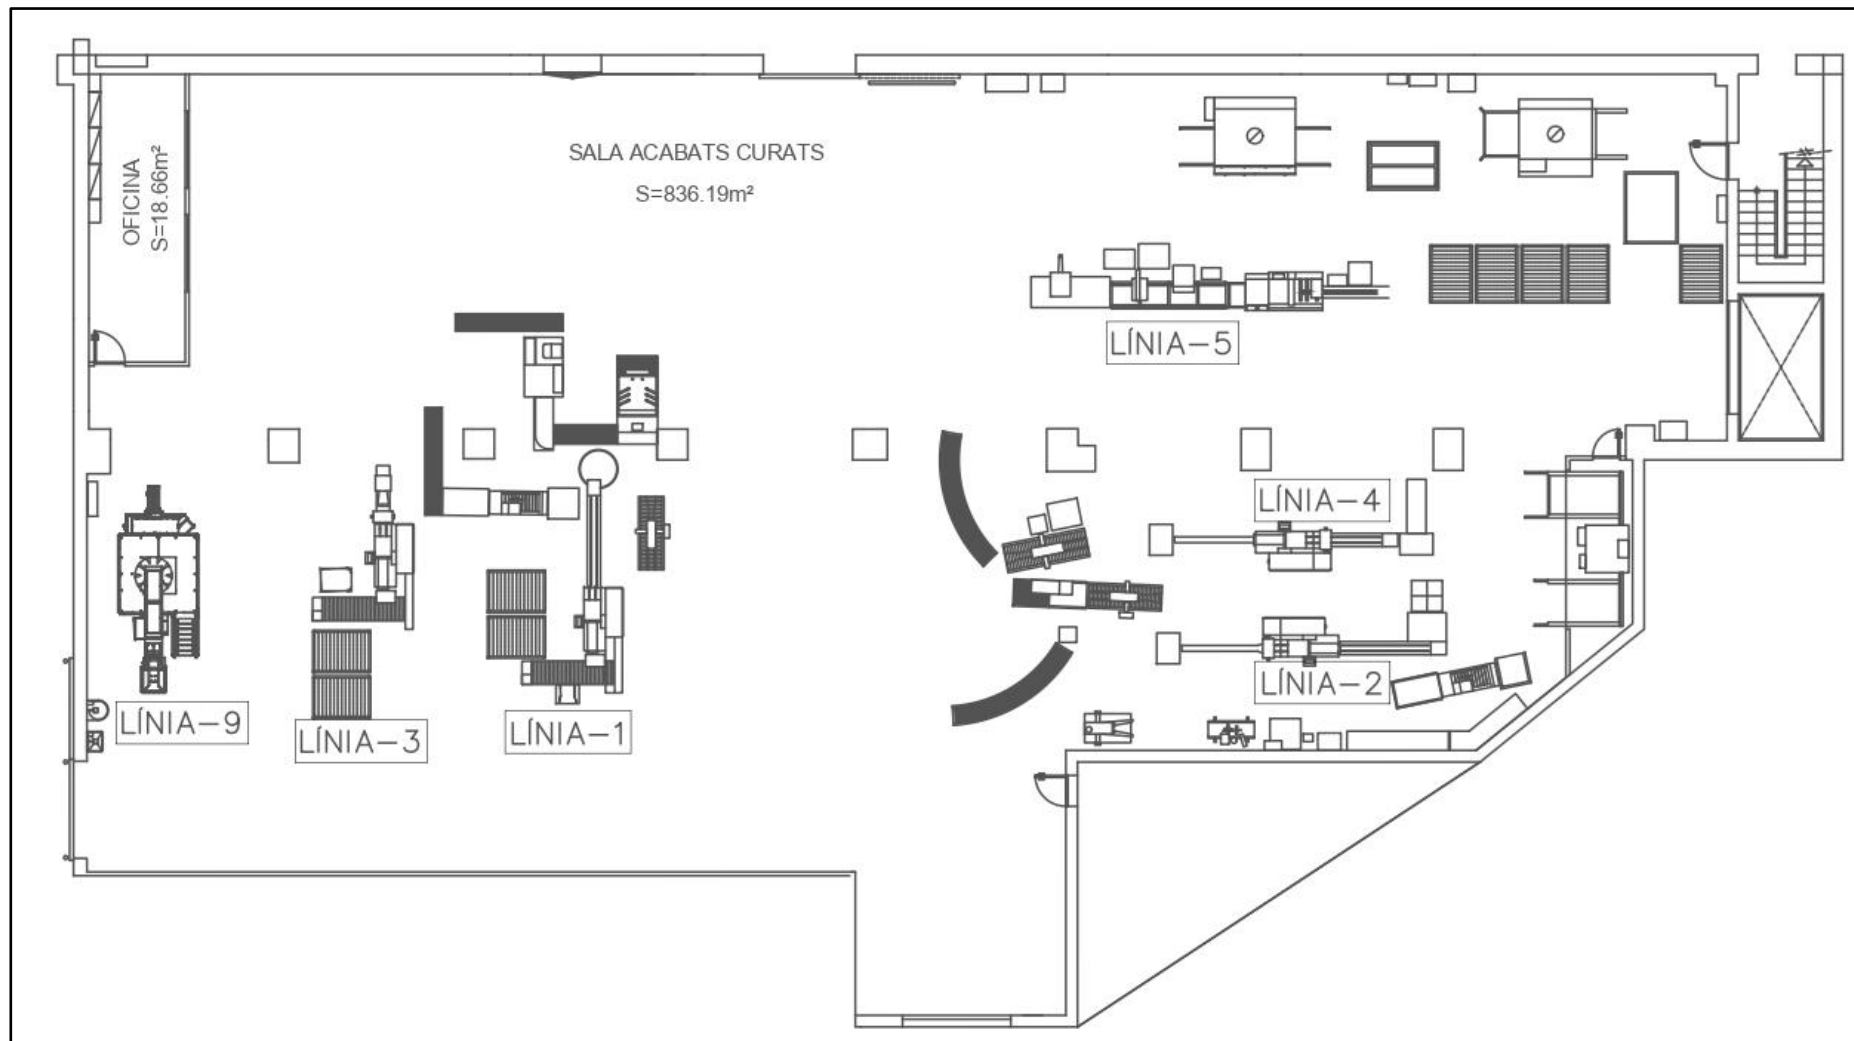 SALA ACABATS CURATS
S=836.19m²
OFICINA
S=18.66m²
LÍNIA-5
LÍNIA-4
LÍNIA-2
LÍNIA-9
LÍNIA-3
LÍNIA-1